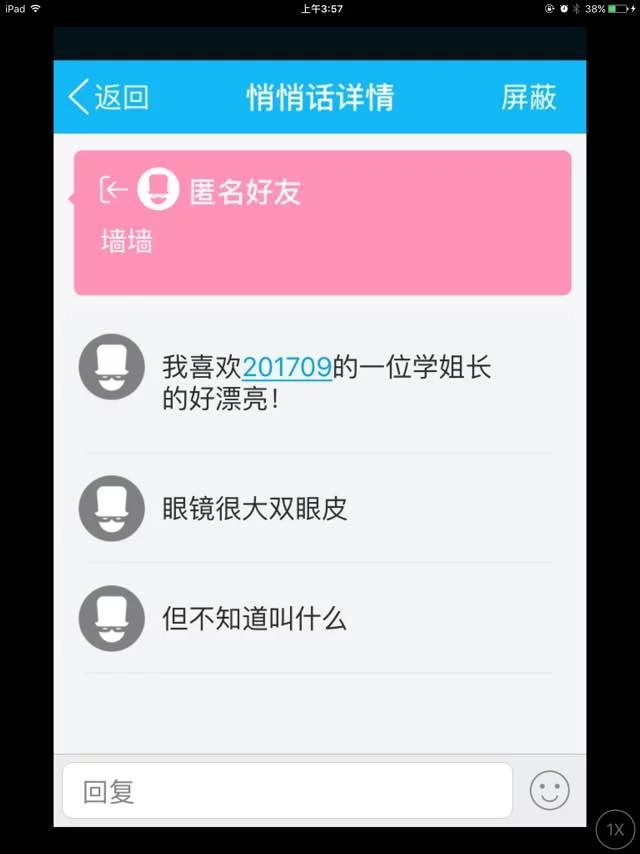 iPad 上午3:57 38%
返回 悄悄话详情 屏蔽
匿名好友
墙墙
我喜欢201709的一位学姐长
的好漂亮！
眼镜很大双眼皮
但不知道叫什么
回复
1X